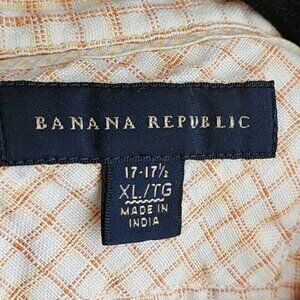 BANANA REPUBLIC
17-17½
XL/TG
MADE IN
INDIA